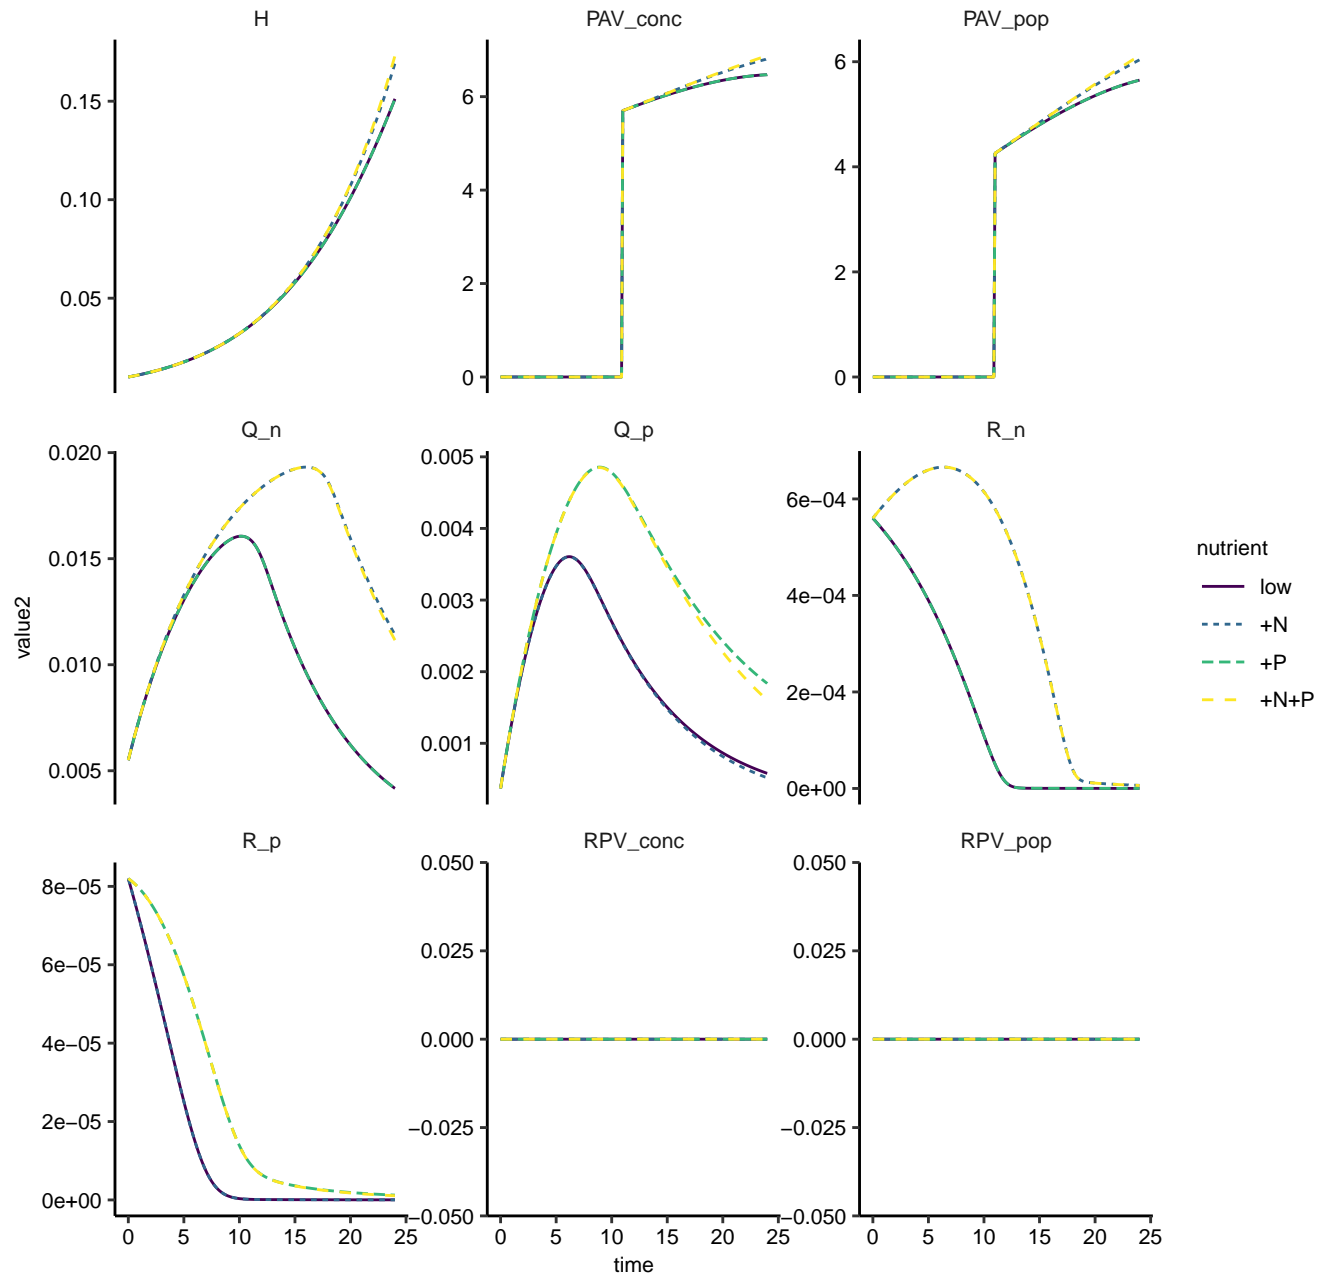 H
PAV_conc
PAV_pop
0.15
0.10
0.05
6
4
2
0
6
4
2
0
Q_n
Q_p
R_n
0.020
0.015
0.010
0.005
0.005
0.004
0.003
0.002
0.001
6e−04
4e−04
2e−04
0e+00
R_p
RPV_conc
RPV_pop
8e−05
6e−05
4e−05
2e−05
0e+00
0.050
0.025
0.000
−0.025
−0.050
0.050
0.025
0.000
−0.025
−0.050
0 5 10 15 20 25
0 5 10 15 20 25
0 5 10 15 20 25
time
value2
nutrient
low
+N
+P
+N+P